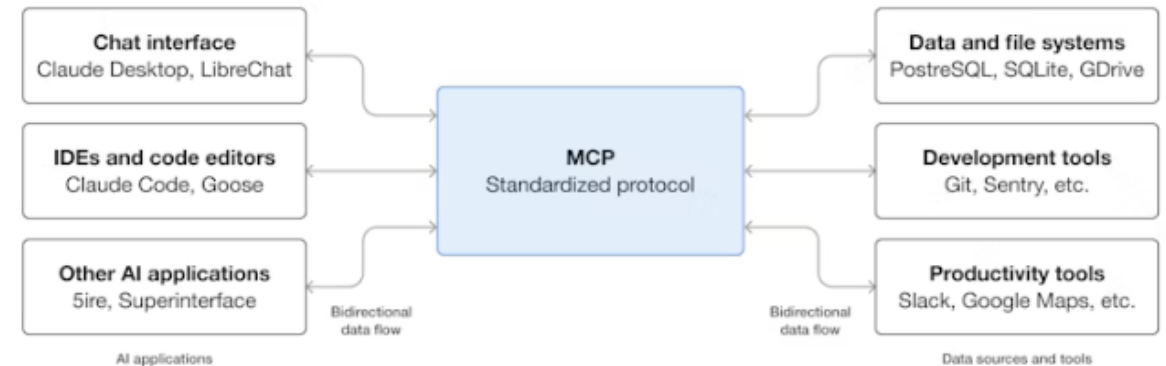 Chat interface
Claude Desktop, LibreChat
IDEs and code editors
Claude Code, Goose
Other AI applications
5ire, Superinterface
AI applications
Bidirectional
data flow
MCP
Standardized protocol
Bidirectional
data flow
Data and file systems
PostreSQL, SQLite, GDrive
Development tools
Git, Sentry, etc.
Productivity tools
Slack, Google Maps, etc.
Data sources and tools